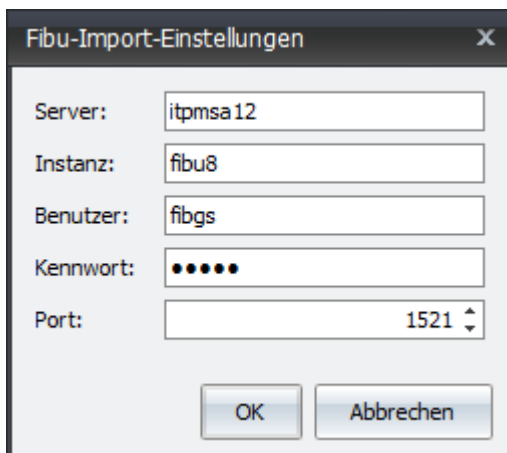 Fibu-Import-Einstellungen x
Server: itpmsa12
Instanz: fibu8
Benutzer: fibgs
Kennwort: •••••
Port: 1521
OK Abbrechen